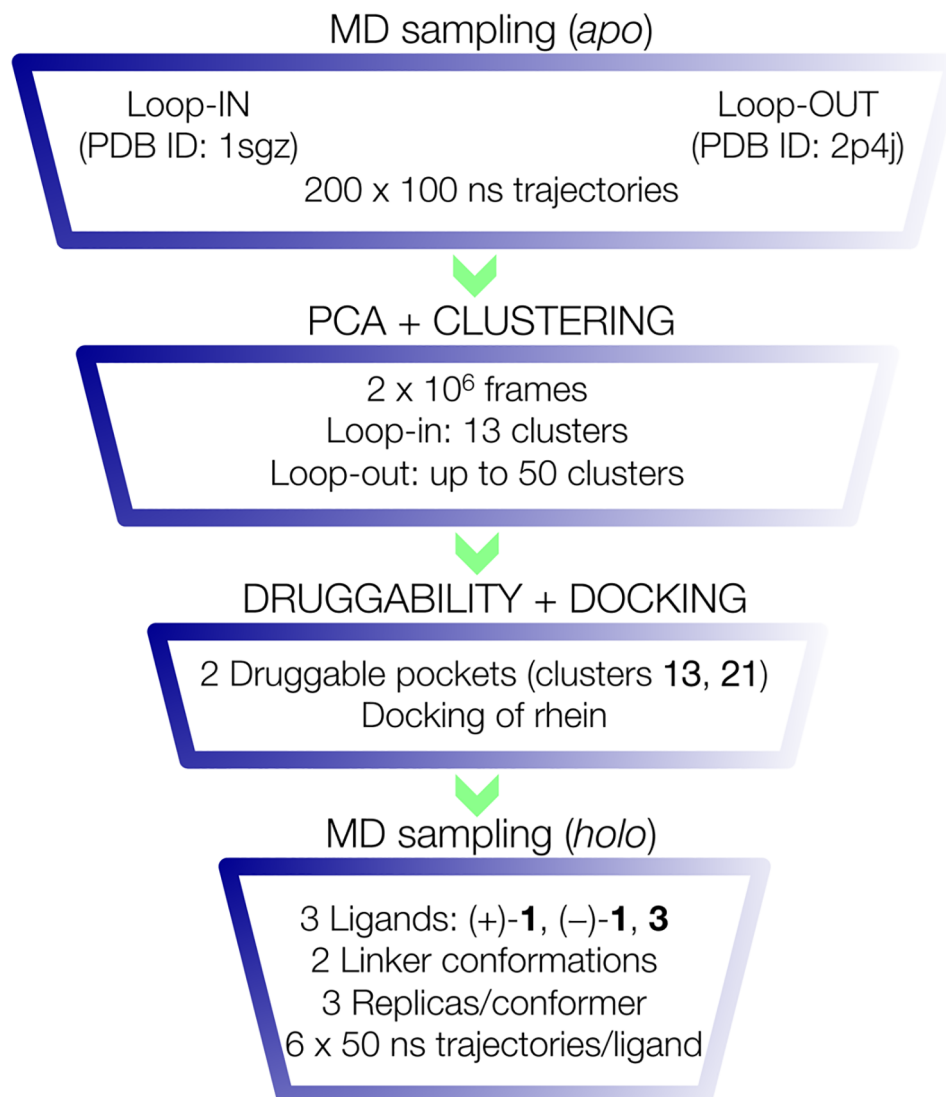 MD sampling (apo)
Loop-IN Loop-OUT
(PDB ID: 1sgz) (PDB ID: 2p4j)
200 x 100 ns trajectories
PCA + CLUSTERING
2 x 10⁶ frames
Loop-in: 13 clusters
Loop-out: up to 50 clusters
DRUGGABILITY + DOCKING
2 Druggable pockets (clusters 13, 21)
Docking of rhein
MD sampling (holo)
3 Ligands: (+)-1, (–)-1, 3
2 Linker conformations
3 Replicas/conformer
6 x 50 ns trajectories/ligand